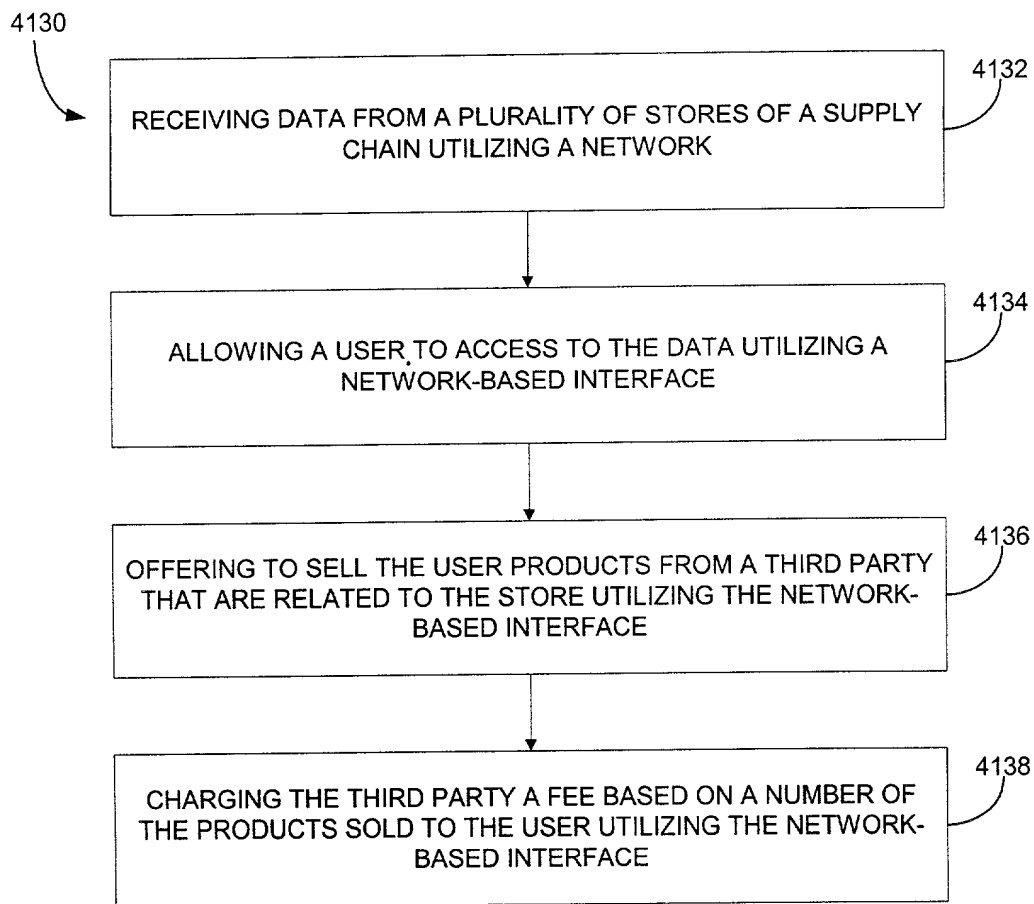 4130
4132
RECEIVING DATA FROM A PLURALITY OF STORES OF A SUPPLY
CHAIN UTILIZING A NETWORK
4134
ALLOWING A USER TO ACCESS TO THE DATA UTILIZING A
NETWORK-BASED INTERFACE
4136
OFFERING TO SELL THE USER PRODUCTS FROM A THIRD PARTY
THAT ARE RELATED TO THE STORE UTILIZING THE NETWORK-
BASED INTERFACE
4138
CHARGING THE THIRD PARTY A FEE BASED ON A NUMBER OF
THE PRODUCTS SOLD TO THE USER UTILIZING THE NETWORK-
BASED INTERFACE